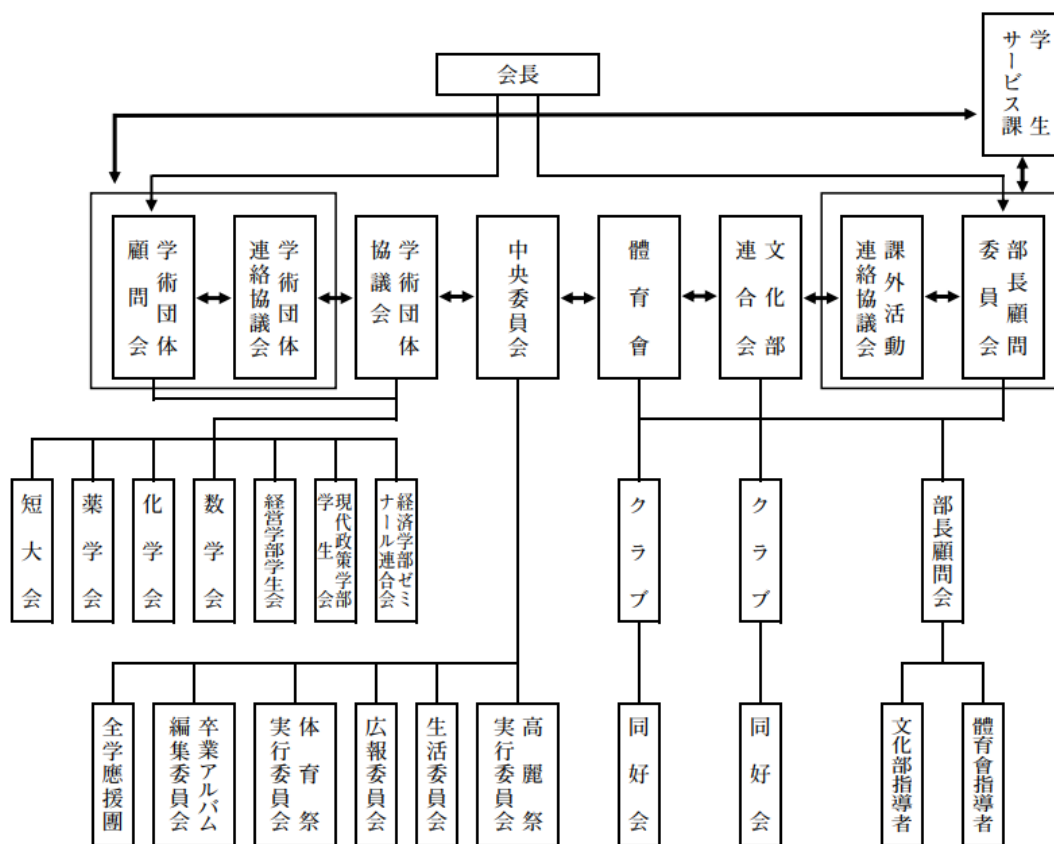 会長
学生
サービス課
学術団体
顧問会
学術団体
連絡協議会
学術団体
協議会
中央委員会
體育會
文化部
連合会
課外活動
連絡協議会
部長顧問
委員会
短大会
薬学会
化学会
数学会
経営学部学生会
現代政策学部
学生会
経済学部ゼミ
ナール連合会
クラブ
クラブ
部長顧問会
全学應援團
卒業アルバム
編集委員会
体育祭
実行委員会
広報委員会
生活委員会
高麗祭
実行委員会
同好会
同好会
文化部指導者
體育會指導者